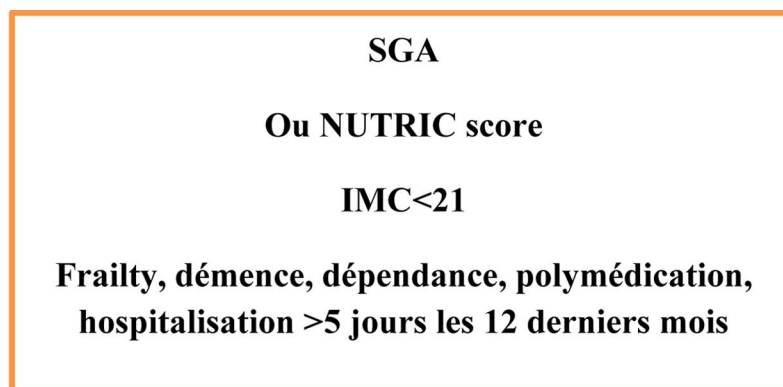 SGA
Ou NUTRIC score
IMC<21
Frailty, démence, dépendance, polymédication,
hospitalisation >5 jours les 12 derniers mois